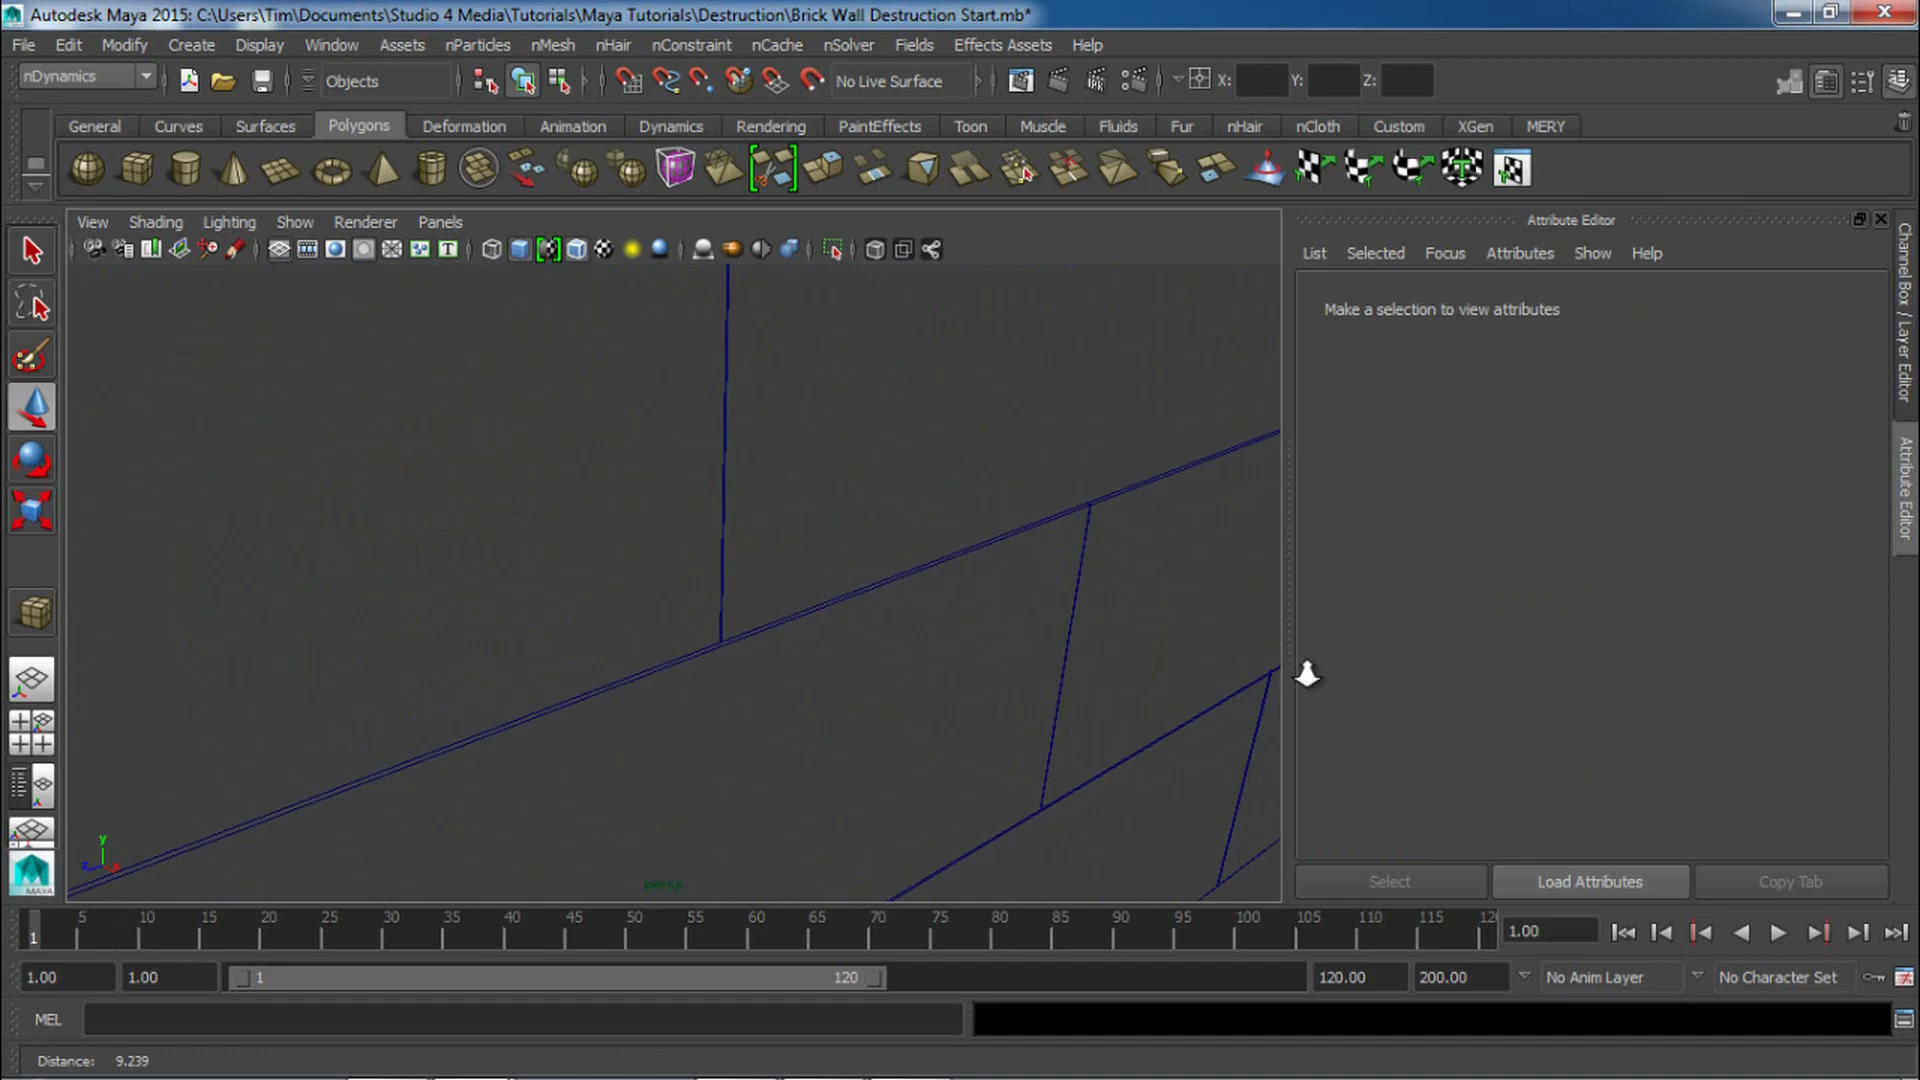 Autodesk Maya 2015: C:\Users\Tim\Documents\Studio 4 Media\Tutorials\Maya Tutorials\Destruction\Brick Wall Destruction Start.mb*
File Edit Modify Create Display Window Assets nParticles nMesh nHair nConstraint nCache nSolver Fields Effects Assets Help
nDynamics Objects No Live Surface X: Y: Z:
General Curves Surfaces Polygons Deformation Animation Dynamics Rendering PaintEffects Toon Muscle Fluids Fur nHair nCloth Custom XGen MERY
View Shading Lighting Show Renderer Panels
Attribute Editor
List Selected Focus Attributes Show Help
Make a selection to view attributes
Channel Box / Layer Editor
Attribute Editor
y
z x
persp
MAYA
Select Load Attributes Copy Tab
5 10 15 20 25 30 35 40 45 50 55 60 65 70 75 80 85 90 95 100 105 110 115 12
1
1.00
1.00 1.00 1 120 120.00 200.00 No Anim Layer No Character Set
MEL
Distance: 9.239